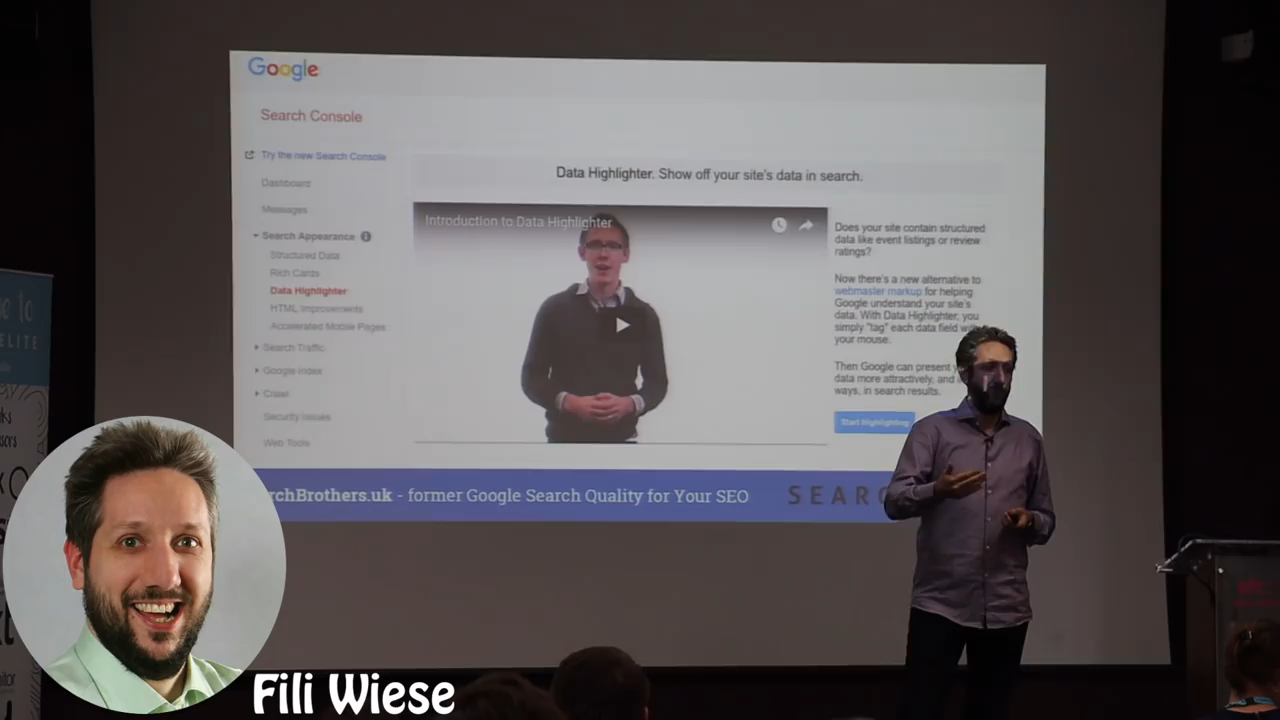 Google
Search Console
Try the new Search Console
Dashboard
Messages
Search Appearance
Structured Data
Rich Cards
Data Highlighter
HTML Improvements
Accelerated Mobile Pages
Search Traffic
Google Index
Crawl
Security Issues
Web Tools
Data Highlighter. Show off your site's data in search.
Introduction to Data Highlighter
Does your site contain structured
data like event listings or review
ratings?
Now there's a new alternative to
webmaster markup for helping
Google understand your site's
data. With Data Highlighter, you
simply "tag" each data field
your mouse.
Then Google can present
data more attractively, and
ways, in search results.
Start Highlighting
rchBrothers.uk - former Google Search Quality for Your SEO
SEARC
to
ELITE
Fili Wiese